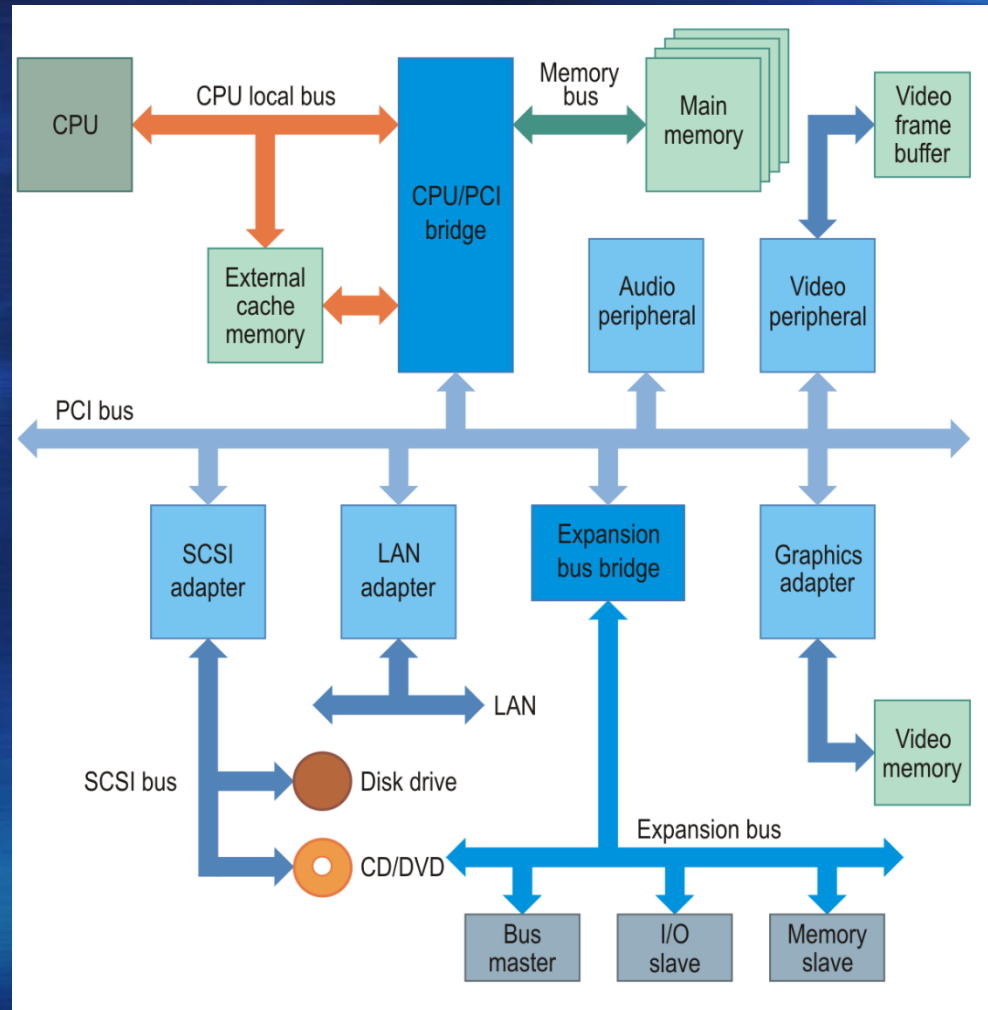 CPU
CPU local bus
CPU/PCI
bridge
Memory
bus
Main
memory
Video
frame
buffer
External
cache
memory
Audio
peripheral
Video
peripheral
PCI bus
SCSI
adapter
LAN
adapter
Expansion
bus bridge
Graphics
adapter
LAN
SCSI bus
Disk drive
CD/DVD
Video
memory
Expansion bus
Bus
master
I/O
slave
Memory
slave